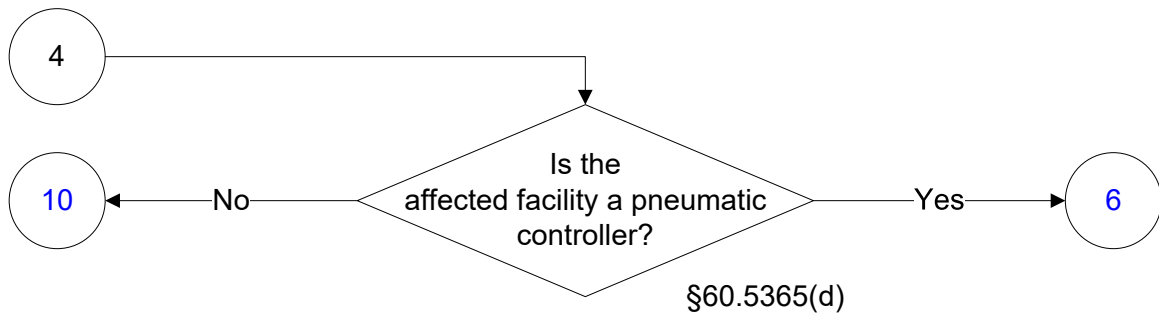 4
Is the
affected facility a pneumatic
controller?
10
No
Yes
6
§60.5365(d)